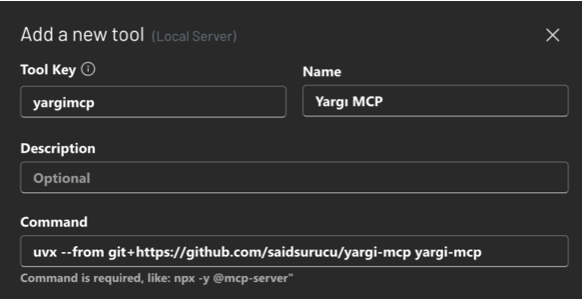 Add a new tool (Local Server)
Tool Key
Name
yargimcp
Yargı MCP
Description
Optional
Command
uvx --from git+https://github.com/saidsurucu/yargi-mcp yargi-mcp
Command is required, like: npx -y @mcp-server"